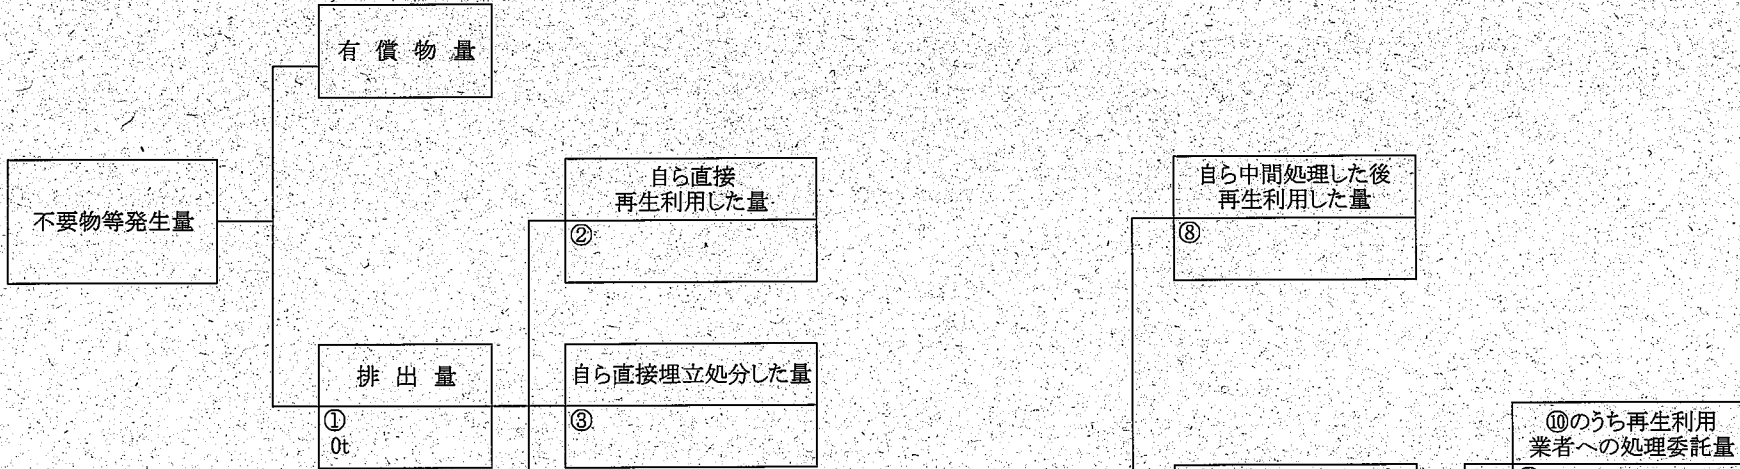 有償物量
不要物等発生量
自ら直接
再生利用した量
②
自ら中間処理した後
再生利用した量
⑧
排出量
①
0t
自ら直接埋立処分した量
③
⑩のうち再生利用
業者への処理委託量